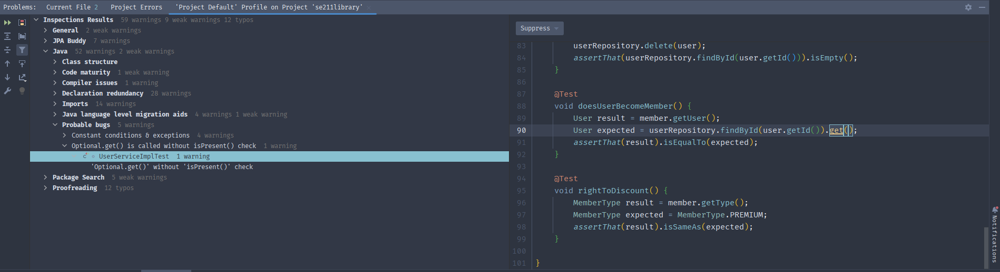 Problems: Current File 2 Project Errors 'Project Default' Profile on Project 'se211library'
Inspections Results 59 warnings 9 weak warnings 12 typos
General 2 weak warnings
JPA Buddy 7 warnings
Java 52 warnings 2 weak warnings
Class structure
Code maturity 1 weak warning
Compiler issues 1 warning
Declaration redundancy 28 warnings
Imports 14 warnings
Java language level migration aids 4 warnings 1 weak warning
Probable bugs 5 warnings
Constant conditions & exceptions 4 warnings
Optional.get() is called without isPresent() check 1 warning
UserServiceImplTest 1 warning
'Optional.get()' without 'isPresent()' check
Package Search 5 weak warnings
Proofreading 12 typos
Suppress
83 userRepository.delete(user);
84 assertThat(userRepository.findById(user.getId())).isEmpty();
85 }
86
87 @Test
88 void doesUserBecomeMember() {
89 User result = member.getUser();
90 User expected = userRepository.findById(user.getId()).get();
91 assertThat(result).isEqualTo(expected);
92 }
93
94 @Test
95 void rightToDiscount() {
96 MemberType result = member.getType();
97 MemberType expected = MemberType.PREMIUM;
98 assertThat(result).isSameAs(expected);
99 }
100
101 }
Notifications